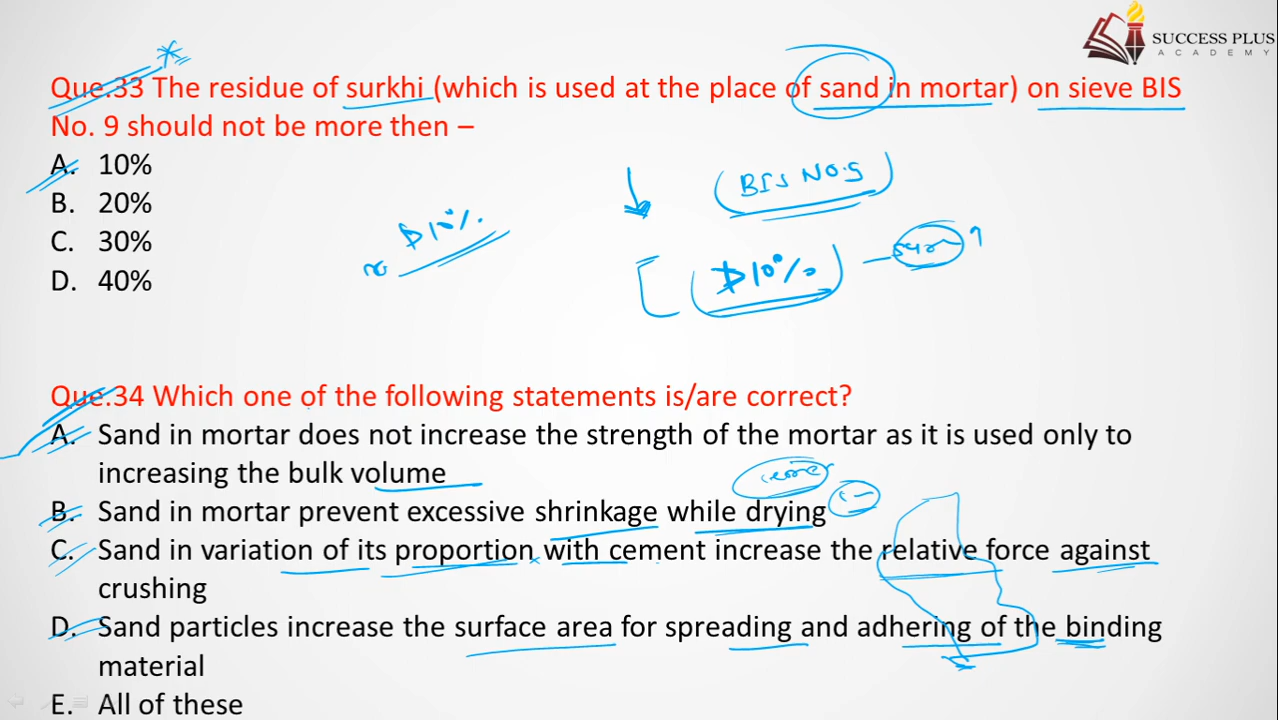 SUCCESS PLUS
ACADEMY
Que.33 The residue of surkhi (which is used at the place of sand in mortar) on sieve BIS
No. 9 should not be more then –
A. 10%
B. 20%
C. 30%
D. 40%
BIS NO.9
10%
10%
Que.34 Which one of the following statements is/are correct?
A. Sand in mortar does not increase the strength of the mortar as it is used only to
increasing the bulk volume
B. Sand in mortar prevent excessive shrinkage while drying
C. Sand in variation of its proportion with cement increase the relative force against
crushing
D. Sand particles increase the surface area for spreading and adhering of the binding
material
E. All of these